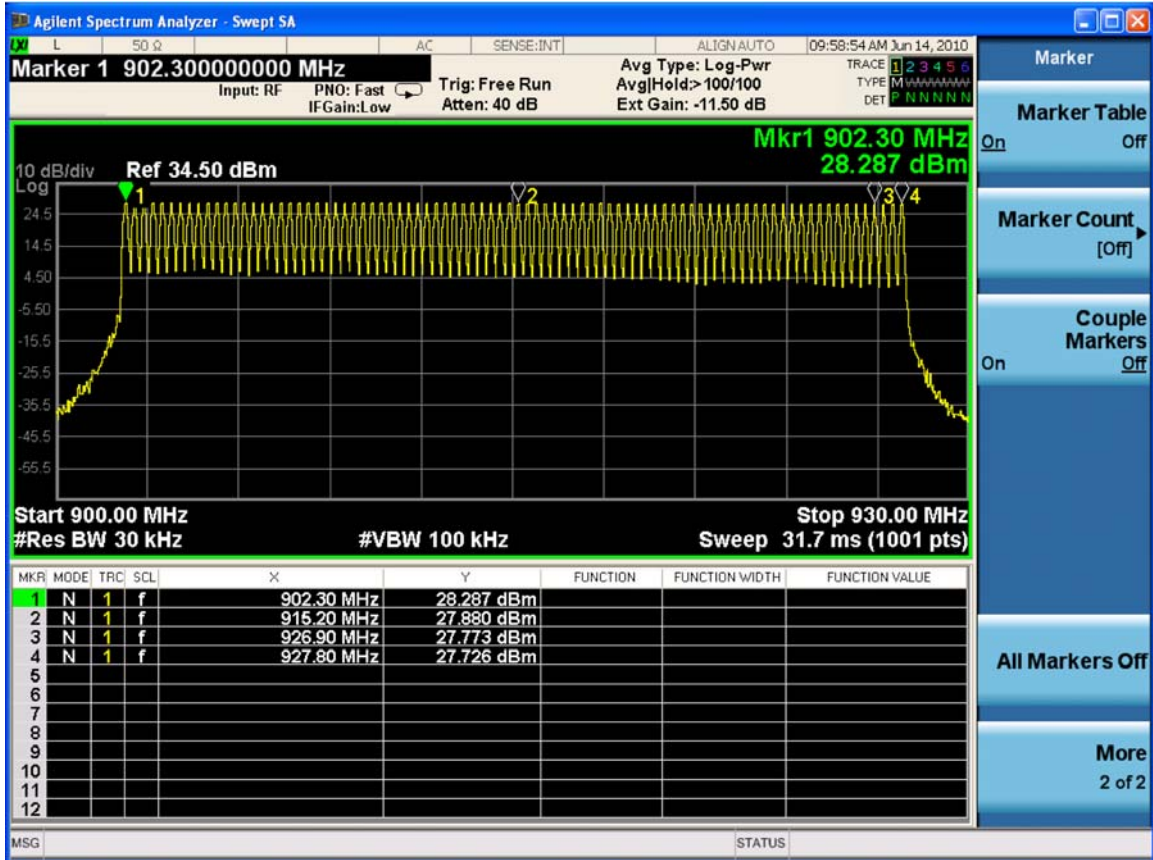 Agilent Spectrum Analyzer - Swept SA
LXI L 50 Ω AC SENSE:INT ALIGN AUTO 09:58:54 AM Jun 14, 2010
Marker 1 902.300000000 MHz
Input: RF PNO: Fast IFGain:Low
Trig: Free Run
Atten: 40 dB
Avg Type: Log-Pwr
Avg|Hold:>100/100
Ext Gain: -11.50 dB
TRACE 1 2 3 4 5 6
TYPE M WWWWW
DET P N N N N N
Mkr1 902.30 MHz
28.287 dBm
10 dB/div Ref 34.50 dBm
Log
1 2 3 4
24.5
14.5
4.50
-5.50
-15.5
-25.5
-35.5
-45.5
-55.5
Start 900.00 MHz Stop 930.00 MHz
#Res BW 30 kHz #VBW 100 kHz Sweep 31.7 ms (1001 pts)
MKR MODE TRC SCL X Y FUNCTION FUNCTION WIDTH FUNCTION VALUE
1 N 1 f 902.30 MHz 28.287 dBm
2 N 1 f 915.20 MHz 27.880 dBm
3 N 1 f 926.90 MHz 27.773 dBm
4 N 1 f 927.80 MHz 27.726 dBm
5
6
7
8
9
10
11
12
MSG STATUS
Marker
Marker Table
On Off
Marker Count
[Off]
Couple
Markers
On Off
All Markers Off
More
2 of 2